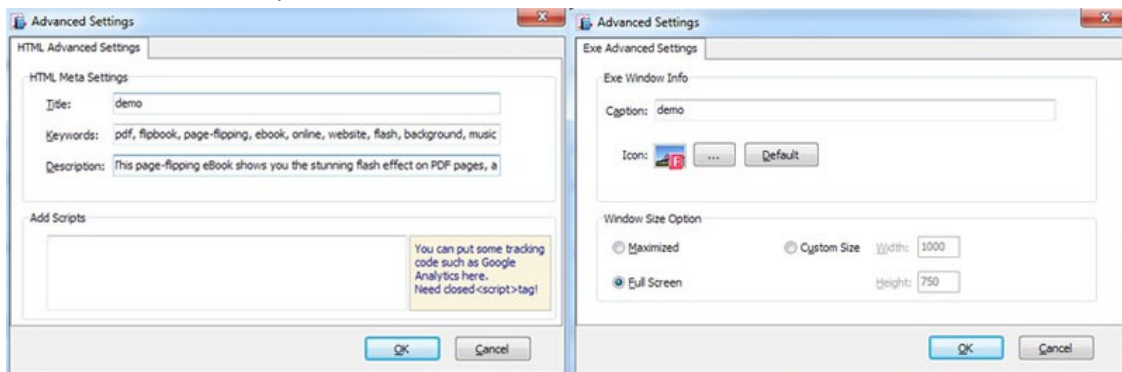 Advanced Settings
HTML Advanced Settings
HTML Meta Settings
Title: demo
Keywords: pdf, flipbook, page-flipping, ebook, online, website, flash, background, music
Description: This page-flipping eBook shows you the stunning flash effect on PDF pages, a
Add Scripts
You can put some tracking
code such as Google
Analytics here.
Need closed<script>tag!
OK Cancel
Advanced Settings
Exe Advanced Settings
Exe Window Info
Caption: demo
Icon: ... Default
Window Size Option
Maximized Custom Size Width: 1000
Full Screen Height: 750
OK Cancel